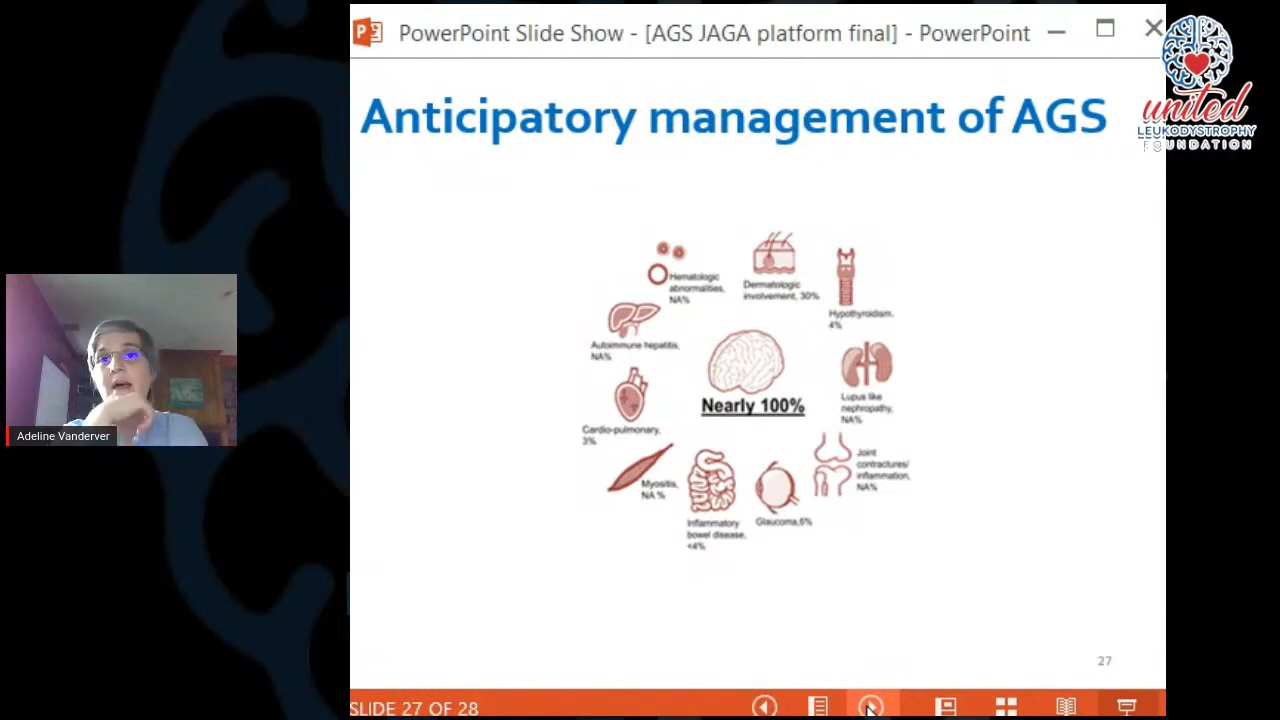 PowerPoint Slide Show - [AGS JAGA platform final] - PowerPoint
united
LEUKODYSTROPHY
FOUNDATION
Anticipatory management of AGS
Hematologic
abnormalities,
NA%
Dermatologic
involvement, 30%
Hypothyroidism,
4%
Autoimmune hepatitis,
NA%
Nearly 100%
Lupus like
nephropathy,
NA%
Cardio-pulmonary,
3%
Joint
contractures/
inflammation,
NA%
Myositis,
NA %
Inflammatory
bowel disease,
<4%
Glaucoma,6%
Adeline Vanderver
27
SLIDE 27 OF 28